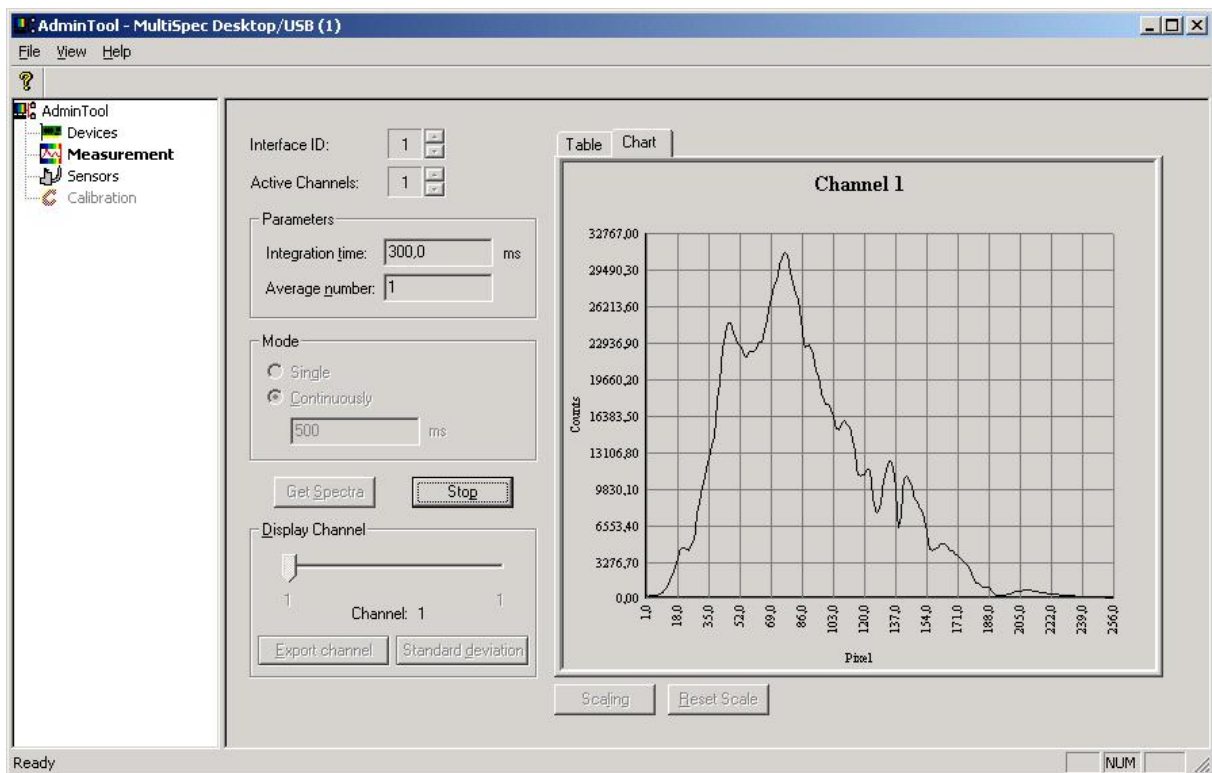 AdminTool - MultiSpec Desktop/USB (1)
File View Help
AdminTool
Devices
Measurement
Sensors
Calibration
Interface ID: 1
Active Channels: 1
Parameters
Integration time: 300,0 ms
Average number: 1
Mode
Single
Continuously
500 ms
Get Spectra Stop
Display Channel
1 1
Channel: 1
Export channel Standard deviation
Table Chart
Channel 1
Counts
32767,00
29490,30
26213,60
22936,90
19660,20
16383,50
13106,80
9830,10
6553,40
3276,70
0,00
1,0 18,0 35,0 52,0 69,0 86,0 103,0 120,0 137,0 154,0 171,0 188,0 205,0 222,0 239,0 256,0
Pixel
Scaling Reset Scale
Ready NUM